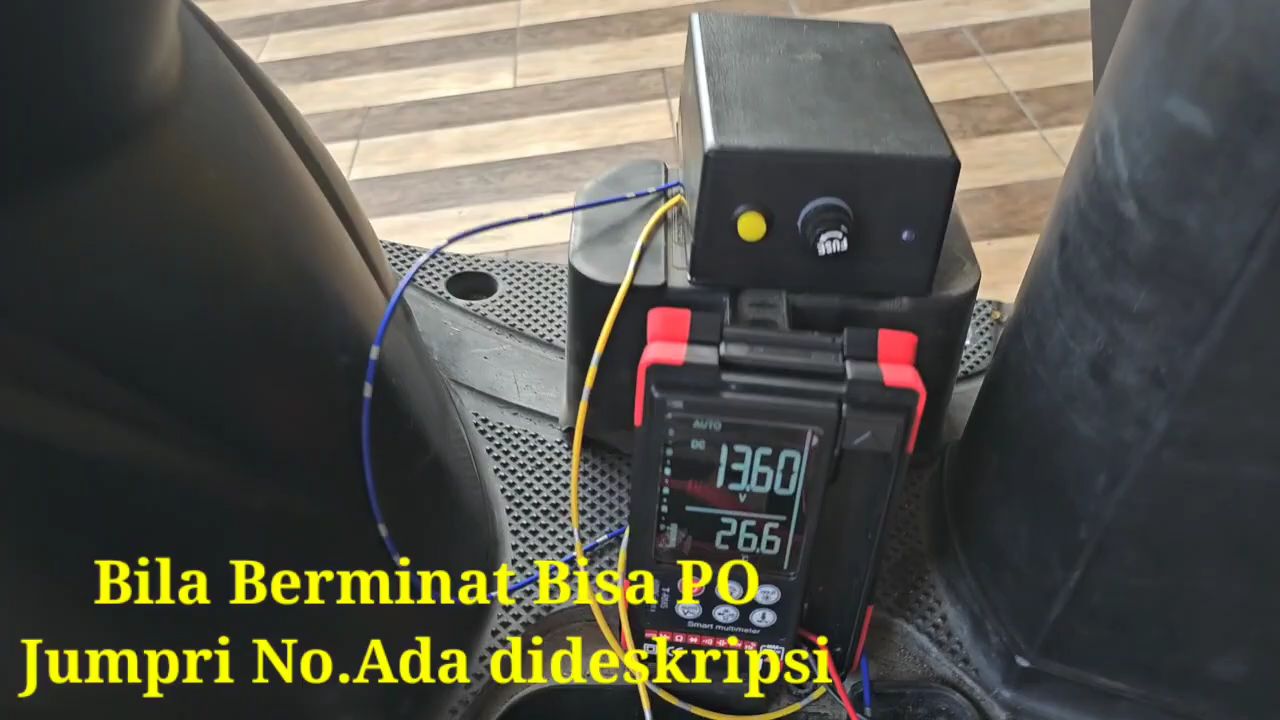 FUSE
AUTO
DC
13.60
V
26.6
Smart multimeter
Bila Berminat Bisa PO
Jumpri No.Ada dideskripsi